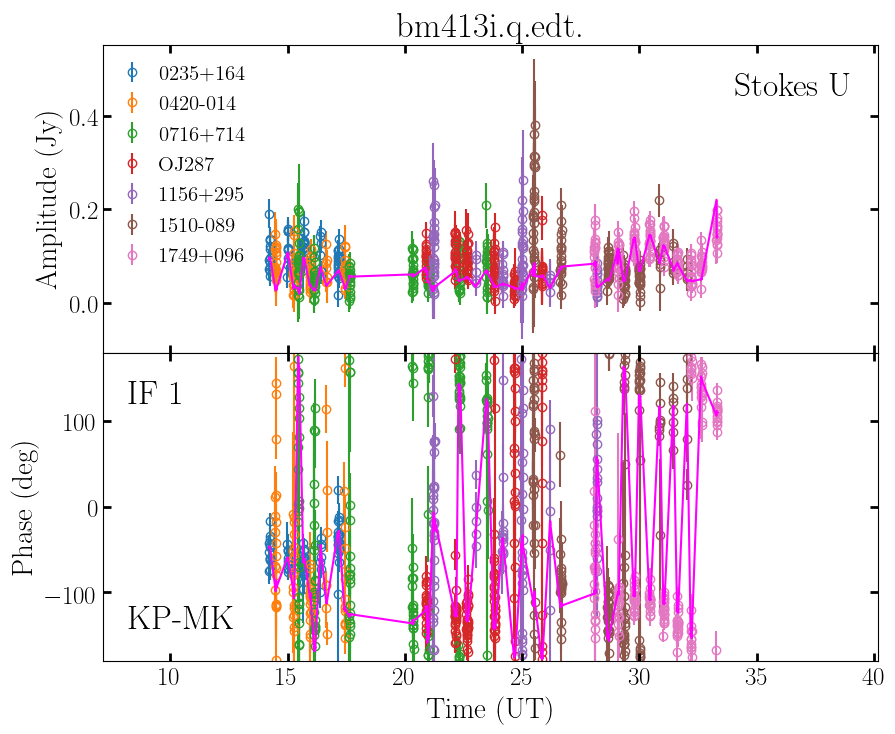 bm413i.q.edt.
Stokes U
0235+164
0420-014
0716+714
OJ287
1156+295
1510-089
1749+096
Amplitude (Jy)
0.4
0.2
0.0
IF 1
KP-MK
Phase (deg)
100
0
−100
10 15 20 25 30 35 40
Time (UT)